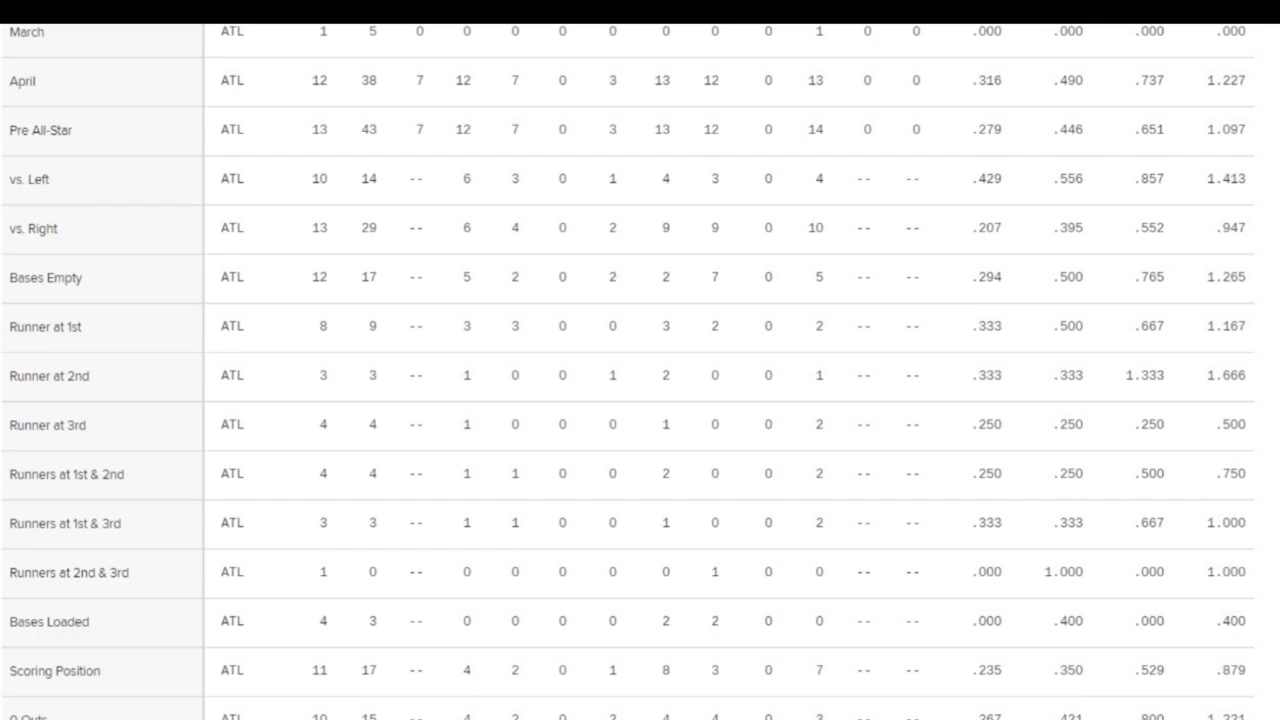 March ATL 1 5 0 0 0 0 0 0 0 0 1 0 0 .000 .000 .000 .000
April ATL 12 38 7 12 7 0 3 13 12 0 13 0 0 .316 .490 .737 1.227
Pre All-Star ATL 13 43 7 12 7 0 3 13 12 0 14 0 0 .279 .446 .651 1.097
vs. Left ATL 10 14 -- 6 3 0 1 4 3 0 4 -- -- .429 .556 .857 1.413
vs. Right ATL 13 29 -- 6 4 0 2 9 9 0 10 -- -- .207 .395 .552 .947
Bases Empty ATL 12 17 -- 5 2 0 2 2 7 0 5 -- -- .294 .500 .765 1.265
Runner at 1st ATL 8 9 -- 3 3 0 0 3 2 0 2 -- -- .333 .500 .667 1.167
Runner at 2nd ATL 3 3 -- 1 0 0 1 2 0 0 1 -- -- .333 .333 1.333 1.666
Runner at 3rd ATL 4 4 -- 1 0 0 0 1 0 0 2 -- -- .250 .250 .250 .500
Runners at 1st & 2nd ATL 4 4 -- 1 1 0 0 2 0 0 2 -- -- .250 .250 .500 .750
Runners at 1st & 3rd ATL 3 3 -- 1 1 0 0 1 0 0 2 -- -- .333 .333 .667 1.000
Runners at 2nd & 3rd ATL 1 0 -- 0 0 0 0 0 1 0 0 -- -- .000 1.000 .000 1.000
Bases Loaded ATL 4 3 -- 0 0 0 0 2 2 0 0 -- -- .000 .400 .000 .400
Scoring Position ATL 11 17 -- 4 2 0 1 8 3 0 7 -- -- .235 .350 .529 .879
0 Outs ATL 10 15 -- 4 2 0 2 4 4 0 3 -- -- .267 .421 .800 1.221